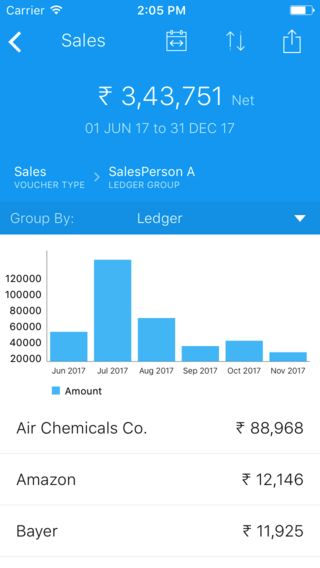 Carrier 2:05 PM
Sales
₹ 3,43,751 Net
01 JUN 17 to 31 DEC 17
Sales SalesPerson A
VOUCHER TYPE LEDGER GROUP
Group By: Ledger
120000
100000
80000
60000
40000
20000
Jun 2017 Jul 2017 Aug 2017 Sep 2017 Oct 2017 Nov 2017
Amount
Air Chemicals Co. ₹ 88,968
Amazon ₹ 12,146
Bayer ₹ 11,925